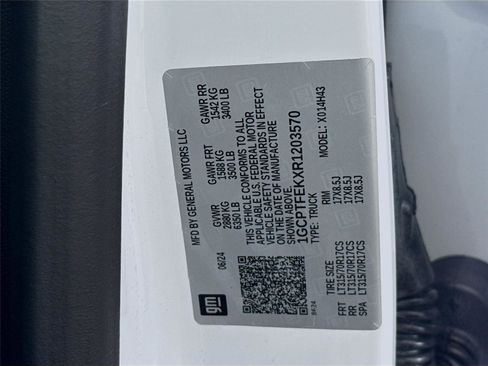 MFD BY GENERAL MOTORS LLC
06/24
GVWR GAWR FRT GAWR RR
2880 KG 1588 KG 1542 KG
6350 LB 3500 LB 3400 LB
THIS VEHICLE CONFORMS TO ALL
APPLICABLE U.S. FEDERAL MOTOR
VEHICLE SAFETY STANDARDS IN EFFECT
ON THE DATE OF MANUFACTURE
1GCPTFEKXR1203570
TYPE: TRUCK MODEL: X014H43
TIRE SIZE RIM
FRT LT315/70R17CS 17X8.5J
RR LT315/70R17CS 17X8.5J
SPA LT315/70R17CS 17X8.5J
gm